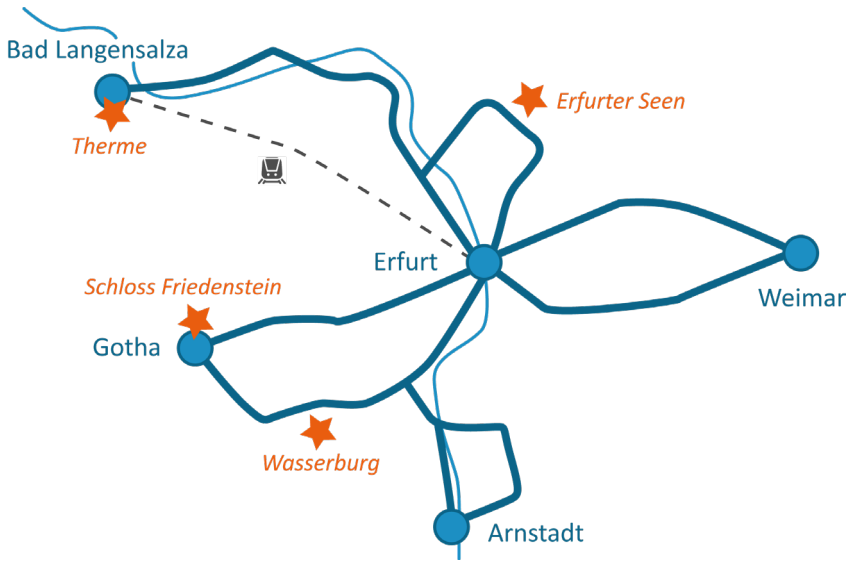 Bad Langensalza
Erfurter Seen
Therme
Erfurt
Schloss Friedenstein
Weimar
Gotha
Wasserburg
Arnstadt